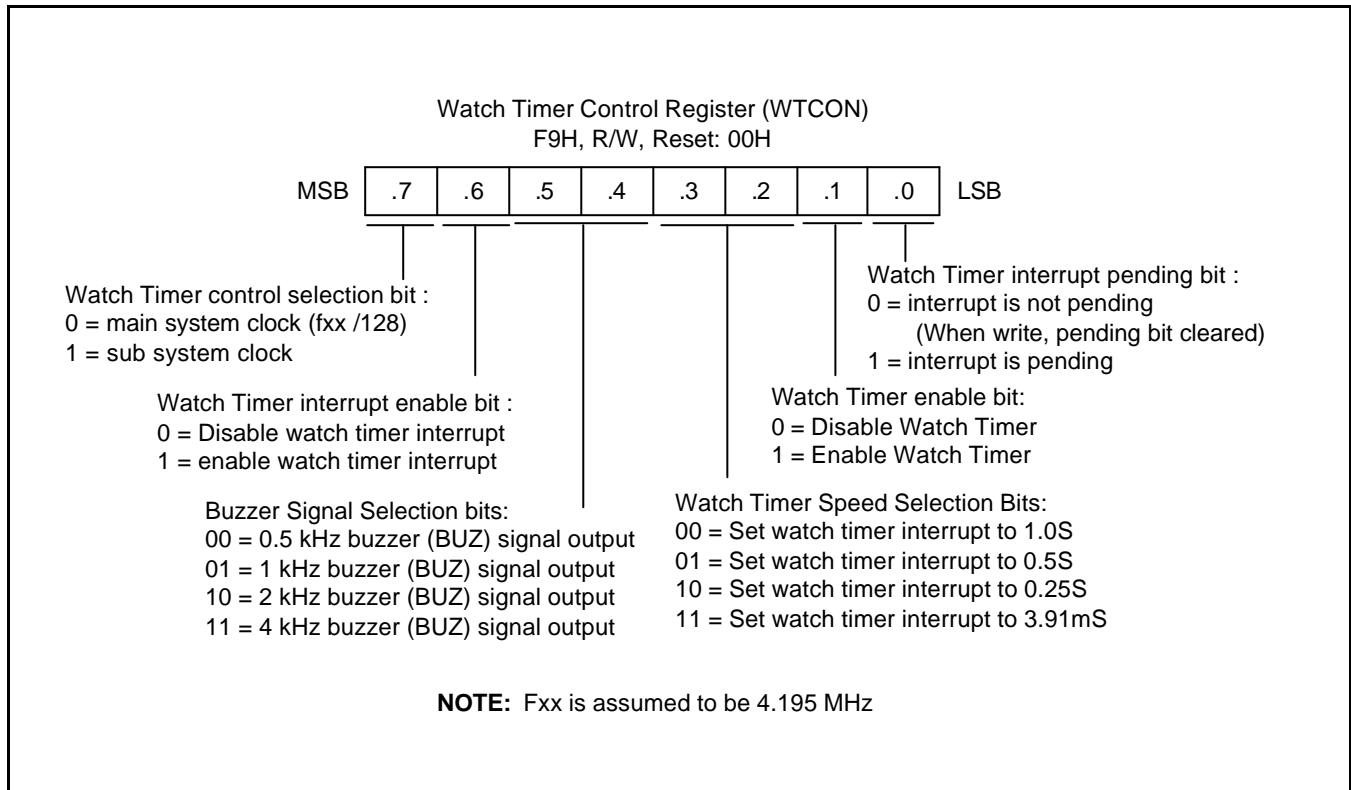 Watch Timer Control Register (WTCON)
F9H, R/W, Reset: 00H
MSB .7 .6 .5 .4 .3 .2 .1 .0 LSB
Watch Timer control selection bit :
0 = main system clock (fxx /128)
1 = sub system clock
Watch Timer interrupt pending bit :
0 = interrupt is not pending
(When write, pending bit cleared)
1 = interrupt is pending
Watch Timer interrupt enable bit :
0 = Disable watch timer interrupt
1 = enable watch timer interrupt
Watch Timer enable bit:
0 = Disable Watch Timer
1 = Enable Watch Timer
Buzzer Signal Selection bits:
00 = 0.5 kHz buzzer (BUZ) signal output
01 = 1 kHz buzzer (BUZ) signal output
10 = 2 kHz buzzer (BUZ) signal output
11 = 4 kHz buzzer (BUZ) signal output
Watch Timer Speed Selection Bits:
00 = Set watch timer interrupt to 1.0S
01 = Set watch timer interrupt to 0.5S
10 = Set watch timer interrupt to 0.25S
11 = Set watch timer interrupt to 3.91mS
NOTE: Fxx is assumed to be 4.195 MHz